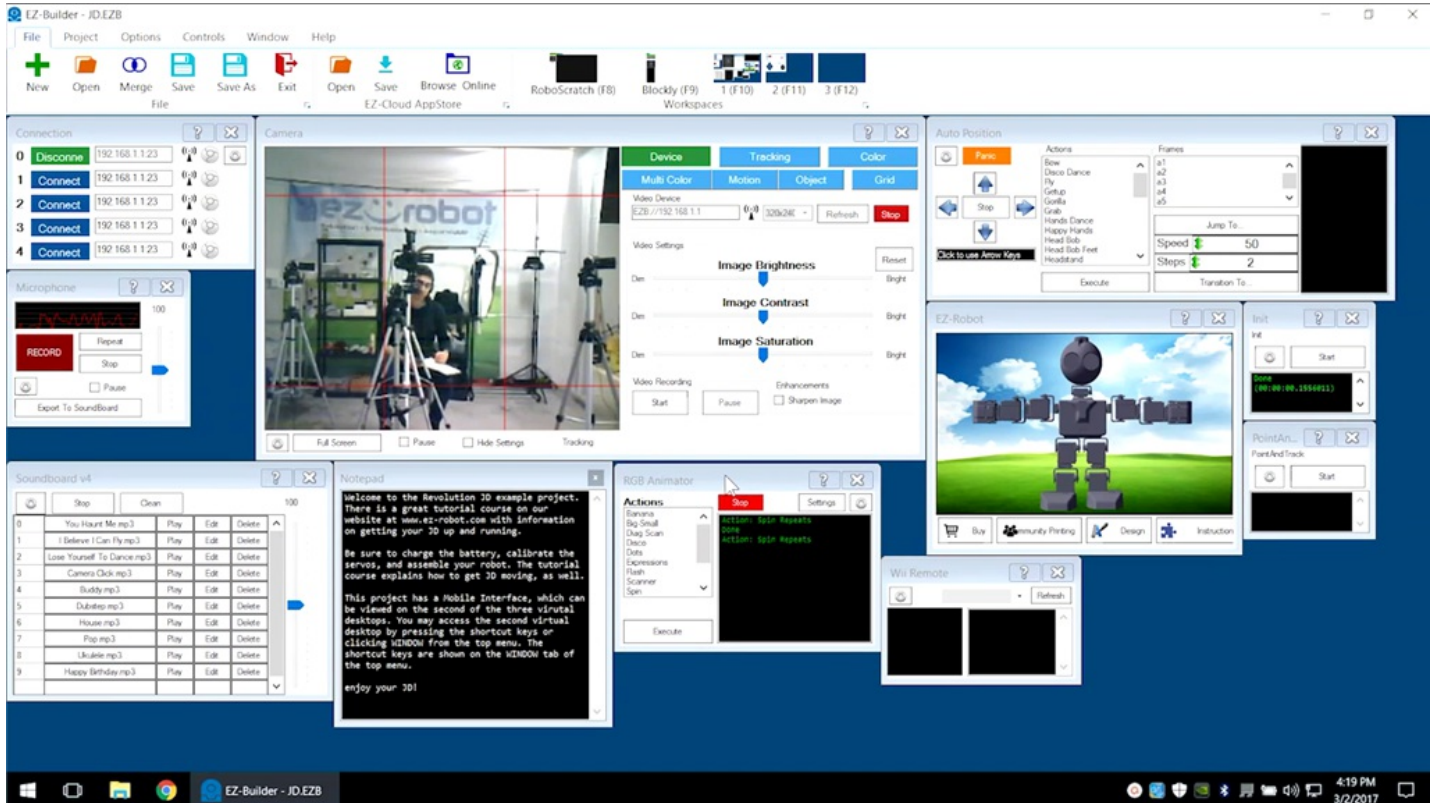 EZ-Builder - JD.EZB
File Project Options Controls Window Help
New Open Merge Save Save As Exit Open Save Browse Online RoboScratch (F8) Blockly (F9) 1 (F10) 2 (F11) 3 (F12)
File EZ-Cloud AppStore Workspaces
Connection
0 Disconne 192.168.1.1:23
1 Connect 192.168.1.1:23
2 Connect 192.168.1.1:23
3 Connect 192.168.1.1:23
4 Connect 192.168.1.1:23
Microphone
100
RECORD
Repeat
Stop
Pause
Export To SoundBoard
Camera
ez robot
Device Tracking Color
Multi Color Motion Object Grid
Video Device
EZB://192.168.1.1 320x240 Refresh Stop
Video Settings
Reset
Image Brightness
Dim Bright
Image Contrast
Dim Bright
Image Saturation
Dim Bright
Video Recording Enhancements
Start Pause Sharpen Image
Full Screen Pause Hide Settings Tracking
Auto Position
Panic
Stop
Click to use Arrow Keys
Actions
Bow
Disco Dance
Fly
Getup
Gorilla
Grab
Hands Dance
Happy Hands
Head Bob
Head Bob Feet
Headstand
Execute
Frames
a1
a2
a3
a4
a5
Jump To...
Speed 50
Steps 2
Transition To...
EZ-Robot
Buy Community Printing Design Instruction
Init
Init
Start
Done
(00:00:00.1556011)
PointAn...
PointAndTrack
Start
Soundboard v4
Stop Clean 100
0 You Haunt Me.mp3 Play Edit Delete
1 I Believe I Can Fly.mp3 Play Edit Delete
2 Lose Yourself To Dance.mp3 Play Edit Delete
3 Camera Click.mp3 Play Edit Delete
4 Buddy.mp3 Play Edit Delete
5 Dubstep.mp3 Play Edit Delete
6 House.mp3 Play Edit Delete
7 Pop.mp3 Play Edit Delete
8 Ukulele.mp3 Play Edit Delete
9 Happy Birthday.mp3 Play Edit Delete
Notepad
Welcome to the Revolution JD example project.
There is a great tutorial course on our
website at www.ez-robot.com with information
on getting your JD up and running.
Be sure to charge the battery, calibrate the
servos, and assemble your robot. The tutorial
course explains how to get JD moving, as well.
This project has a Mobile Interface, which can
be viewed on the second of the three virutal
desktops. You may access the second virtual
desktop by pressing the shortcut keys or
clicking WINDOW from the top menu. The
shortcut keys are shown on the WINDOW tab of
the top menu.
enjoy your JD!
RGB Animator
Actions
Banana
Big-Small
Diag Scan
Disco
Dots
Expressions
Flash
Scanner
Spin
Execute
Stop Settings
Action: Spin Repeats
Done
Action: Spin Repeats
Wii Remote
Refresh
EZ-Builder - JD.EZB
4:19 PM
3/2/2017